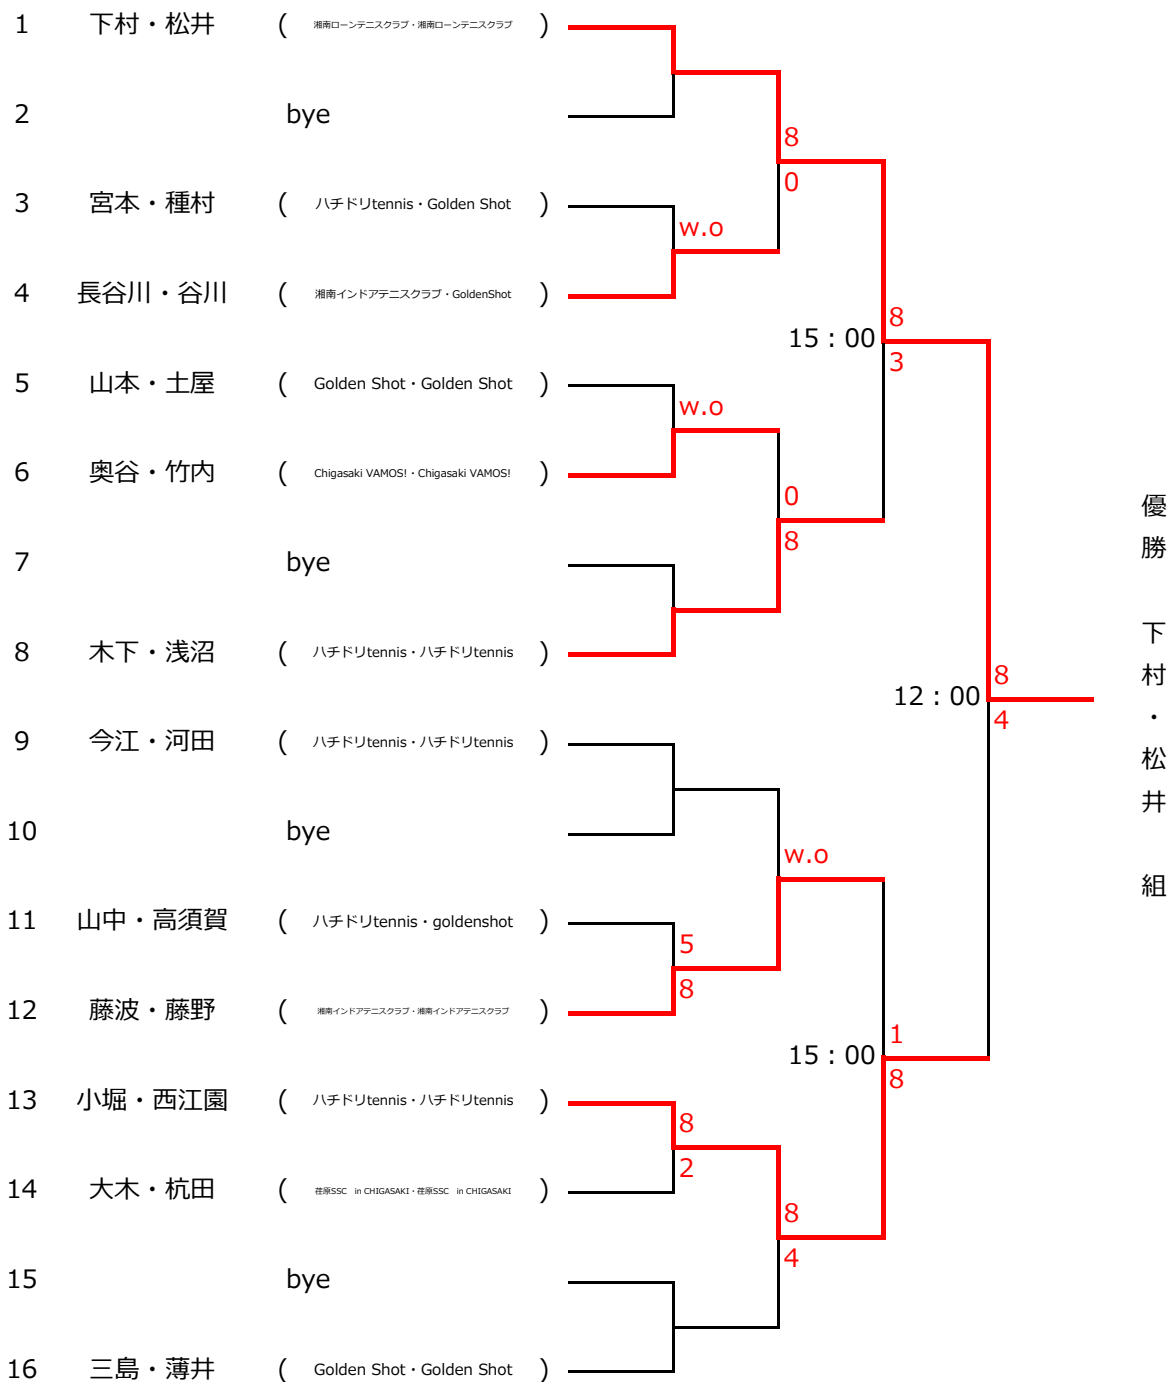 1 下村・松井 ( 湘南ローンテニスクラブ・湘南ローンテニスクラブ )
2 bye
8
0
3 宮本・種村 ( ハチドリtennis・Golden Shot )
w.o
4 長谷川・谷川 ( 湘南インドアテニスクラブ・GoldenShot )
8
15：00
3
5 山本・土屋 ( Golden Shot・Golden Shot )
w.o
6 奥谷・竹内 ( Chigasaki VAMOS!・Chigasaki VAMOS! )
0
8
7 bye
8 木下・浅沼 ( ハチドリtennis・ハチドリtennis )
8
12：00
4
優勝 下村・松井 組
9 今江・河田 ( ハチドリtennis・ハチドリtennis )
10 bye
w.o
11 山中・高須賀 ( ハチドリtennis・goldenshot )
5
8
12 藤波・藤野 ( 湘南インドアテニスクラブ・湘南インドアテニスクラブ )
1
15：00
8
13 小堀・西江園 ( ハチドリtennis・ハチドリtennis )
8
2
14 大木・杭田 ( 荏原SSC in CHIGASAKI・荏原SSC in CHIGASAKI )
8
4
15 bye
16 三島・薄井 ( Golden Shot・Golden Shot )